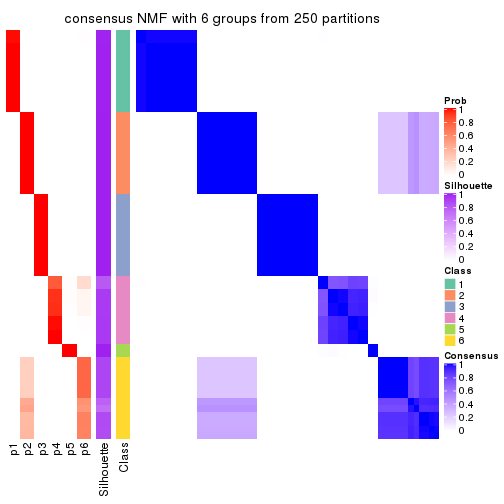 consensus NMF with 6 groups from 250 partitions
Prob
1
0.8
0.6
0.4
0.2
0
Silhouette
1
0.8
0.6
0.4
0.2
0
Class
1
2
3
4
5
6
Consensus
1
0.8
0.6
0.4
0.2
0
p1
p2
p3
p4
p5
p6
Silhouette
Class